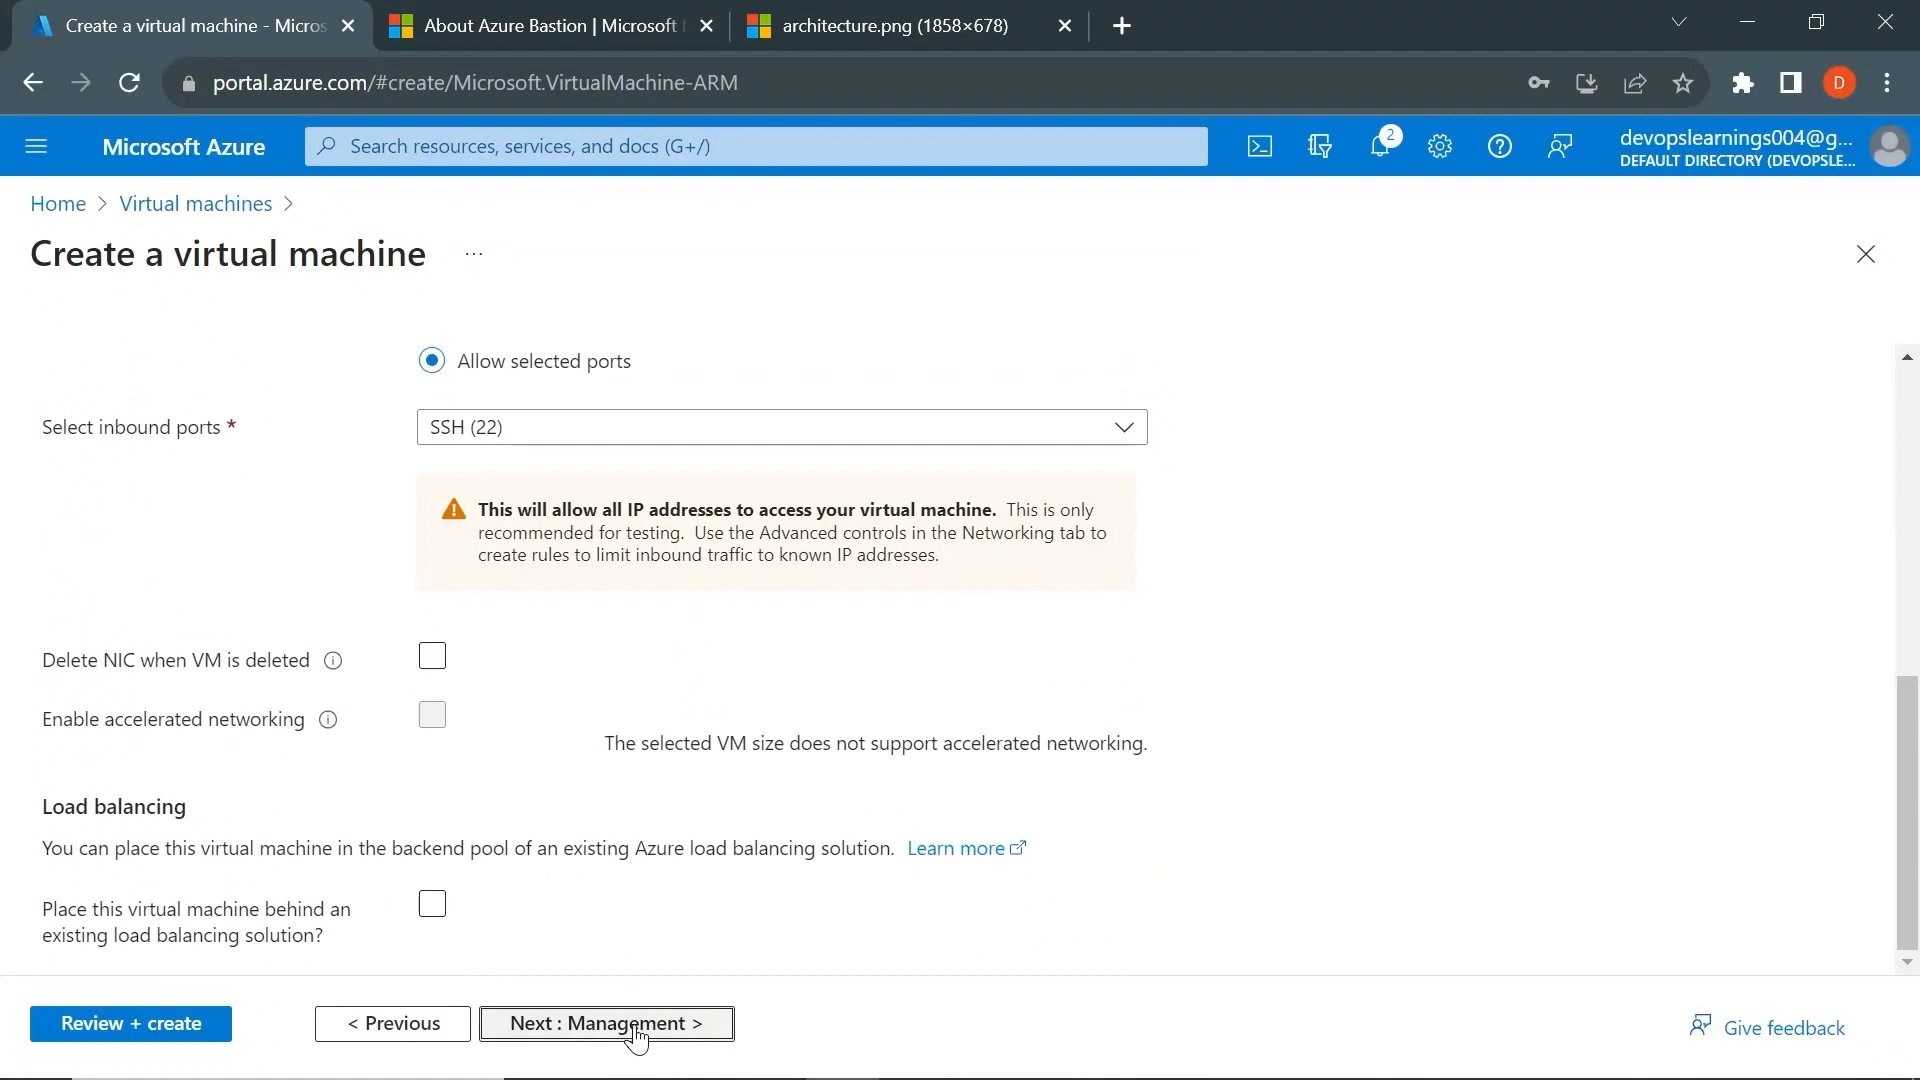 Create a virtual machine - Micros
About Azure Bastion | Microsoft
architecture.png (1858×678)
portal.azure.com/#create/Microsoft.VirtualMachine-ARM
D
Microsoft Azure
Search resources, services, and docs (G+/)
2
devopslearnings004@g...
DEFAULT DIRECTORY (DEVOPSLE...
Home > Virtual machines >
Create a virtual machine ...
Allow selected ports
Select inbound ports *
SSH (22)
This will allow all IP addresses to access your virtual machine. This is only
recommended for testing. Use the Advanced controls in the Networking tab to
create rules to limit inbound traffic to known IP addresses.
Delete NIC when VM is deleted
Enable accelerated networking
The selected VM size does not support accelerated networking.
Load balancing
You can place this virtual machine in the backend pool of an existing Azure load balancing solution. Learn more
Place this virtual machine behind an
existing load balancing solution?
Review + create
< Previous
Next : Management >
Give feedback